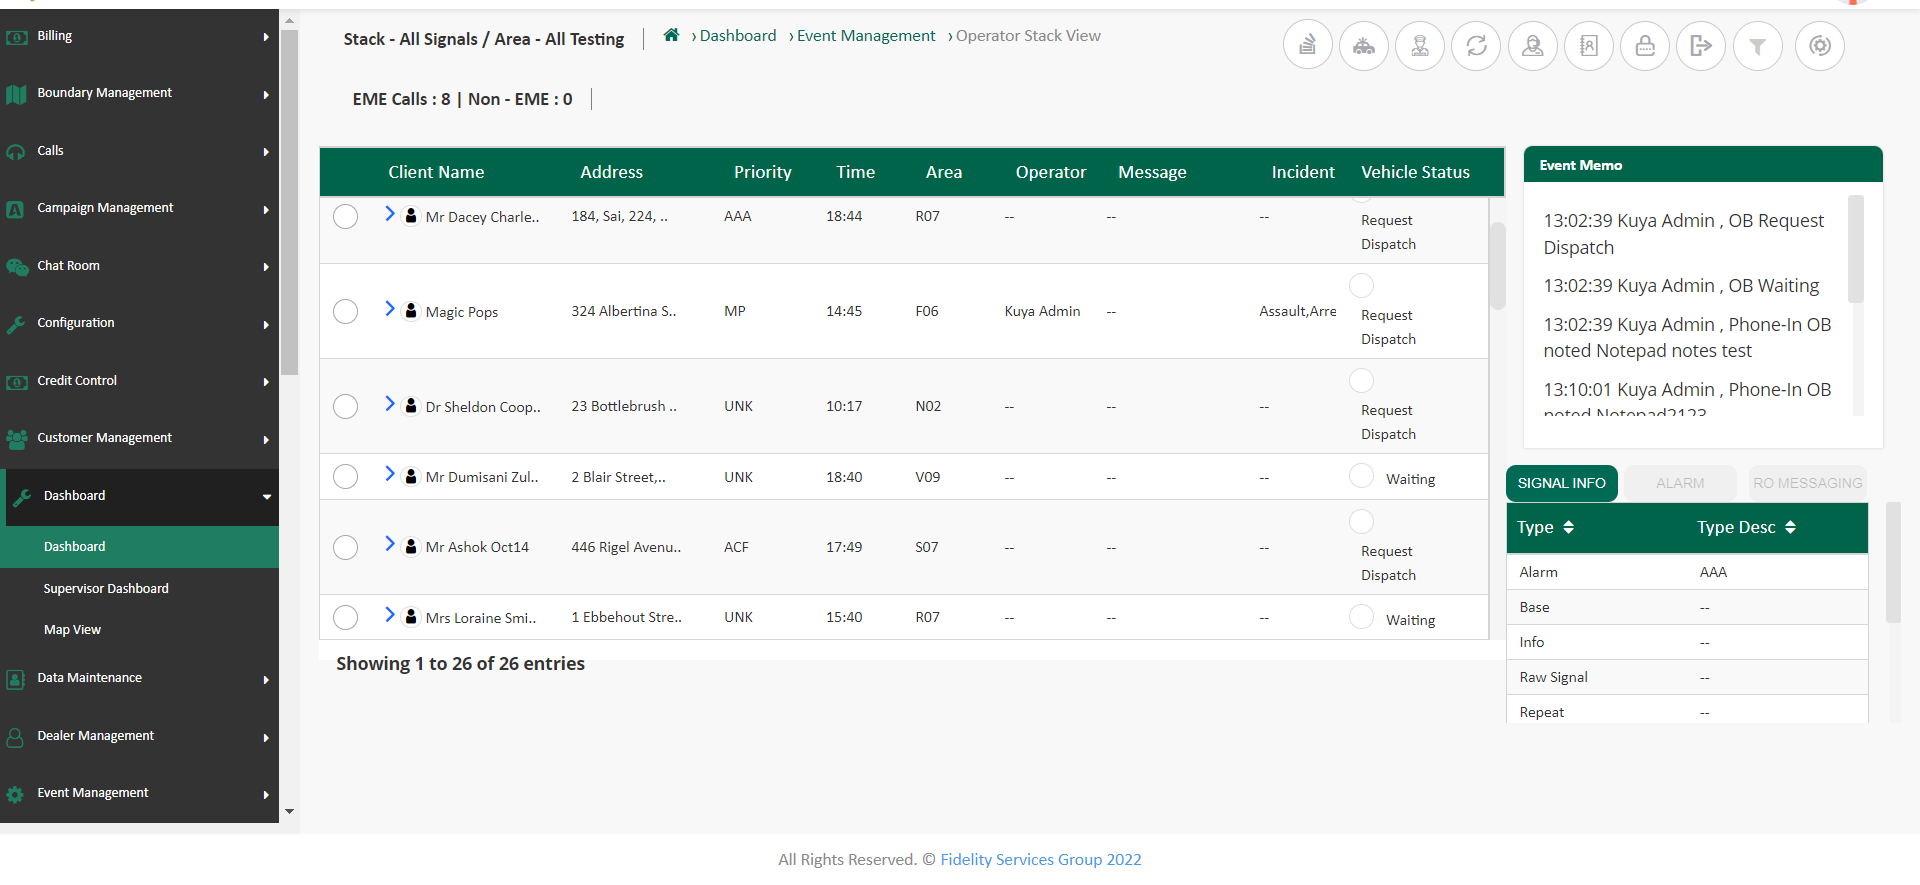 Billing
Boundary Management
Calls
Campaign Management
Chat Room
Configuration
Credit Control
Customer Management
Dashboard
Dashboard
Supervisor Dashboard
Map View
Data Maintenance
Dealer Management
Event Management
Stack - All Signals / Area - All Testing
› Dashboard › Event Management › Operator Stack View
EME Calls : 8 | Non - EME : 0
Client Name Address Priority Time Area Operator Message Incident Vehicle Status
Mr Dacey Charle.. 184, Sai, 224, .. AAA 18:44 R07 -- -- -- Request
Dispatch
Magic Pops 324 Albertina S.. MP 14:45 F06 Kuya Admin -- Assault,Arre Request
Dispatch
Dr Sheldon Coop.. 23 Bottlebrush .. UNK 10:17 N02 -- -- -- Request
Dispatch
Mr Dumisani Zul.. 2 Blair Street,.. UNK 18:40 V09 -- -- -- Waiting
Mr Ashok Oct14 446 Rigel Avenu.. ACF 17:49 S07 -- -- -- Request
Dispatch
Mrs Loraine Smi.. 1 Ebbehout Stre.. UNK 15:40 R07 -- -- -- Waiting
Showing 1 to 26 of 26 entries
Event Memo
13:02:39 Kuya Admin , OB Request
Dispatch
13:02:39 Kuya Admin , OB Waiting
13:02:39 Kuya Admin , Phone-In OB
noted Notepad notes test
13:10:01 Kuya Admin , Phone-In OB
noted Notepad2123
SIGNAL INFO ALARM RO MESSAGING
Type Type Desc
Alarm AAA
Base --
Info --
Raw Signal --
Repeat --
All Rights Reserved. © Fidelity Services Group 2022